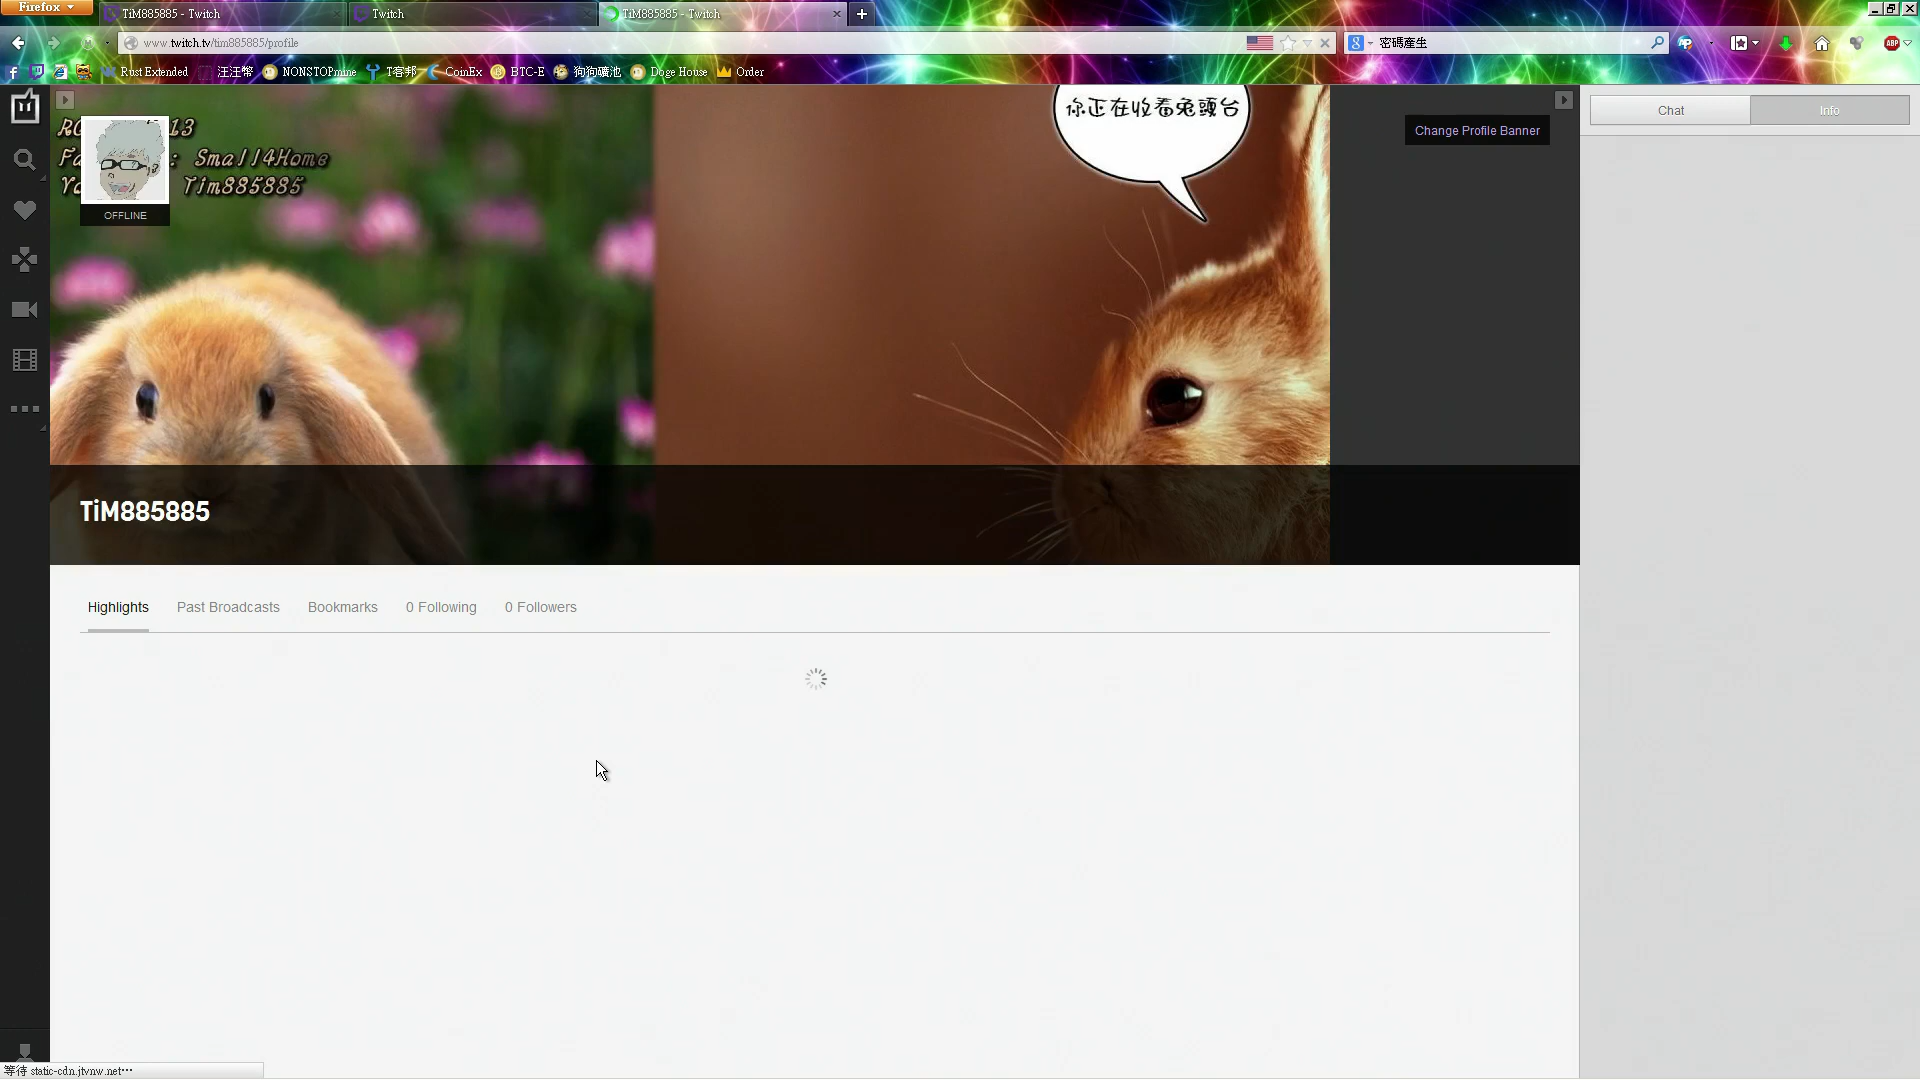 Firefox
TiM885885 - Twitch
Twitch
TiM885885 - Twitch
www.twitch.tv/tim885885/profile
密碼產生
Rust Extended
汪汪幣
NONSTOPmine
T客邦
CoinEx
BTC-E
狗狗礦池
Doge House
Order
你正在收看兔頭台
Change Profile Banner
Chat
Info
13
: Small4Home
Tim885885
OFFLINE
TiM885885
Highlights
Past Broadcasts
Bookmarks
0 Following
0 Followers
等待 static-cdn.jtvnw.net…